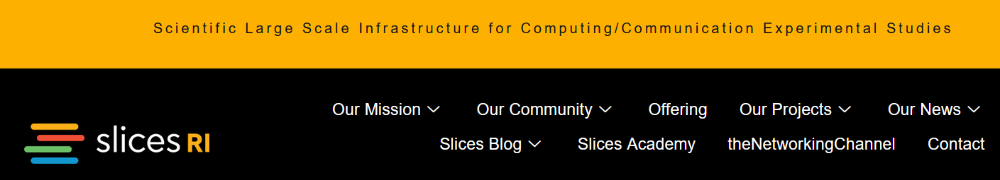 Scientific Large Scale Infrastructure for Computing/Communication Experimental Studies
Our Mission Our Community Offering Our Projects Our News
slices RI
Slices Blog Slices Academy theNetworkingChannel Contact